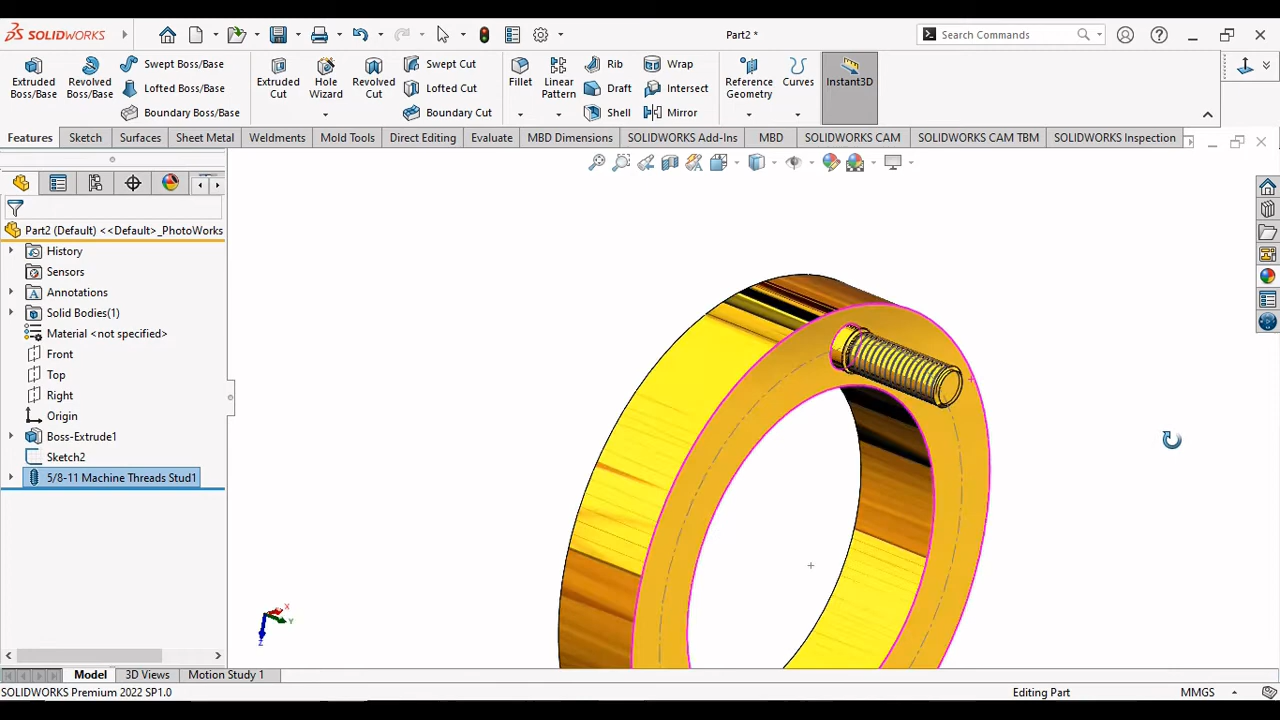 SOLIDWORKS
Part2 *
Search Commands
Extruded Boss/Base
Revolved Boss/Base
Swept Boss/Base
Lofted Boss/Base
Boundary Boss/Base
Extruded Cut
Hole Wizard
Revolved Cut
Swept Cut
Lofted Cut
Boundary Cut
Fillet
Linear Pattern
Rib
Draft
Shell
Wrap
Intersect
Mirror
Reference Geometry
Curves
Instant3D
Features
Sketch
Surfaces
Sheet Metal
Weldments
Mold Tools
Direct Editing
Evaluate
MBD Dimensions
SOLIDWORKS Add-Ins
MBD
SOLIDWORKS CAM
SOLIDWORKS CAM TBM
SOLIDWORKS Inspection
Part2 (Default) <<Default>_PhotoWorks
History
Sensors
Annotations
Solid Bodies(1)
Material <not specified>
Front
Top
Right
Origin
Boss-Extrude1
Sketch2
5/8-11 Machine Threads Stud1
X
Y
Z
Model
3D Views
Motion Study 1
SOLIDWORKS Premium 2022 SP1.0
Editing Part
MMGS